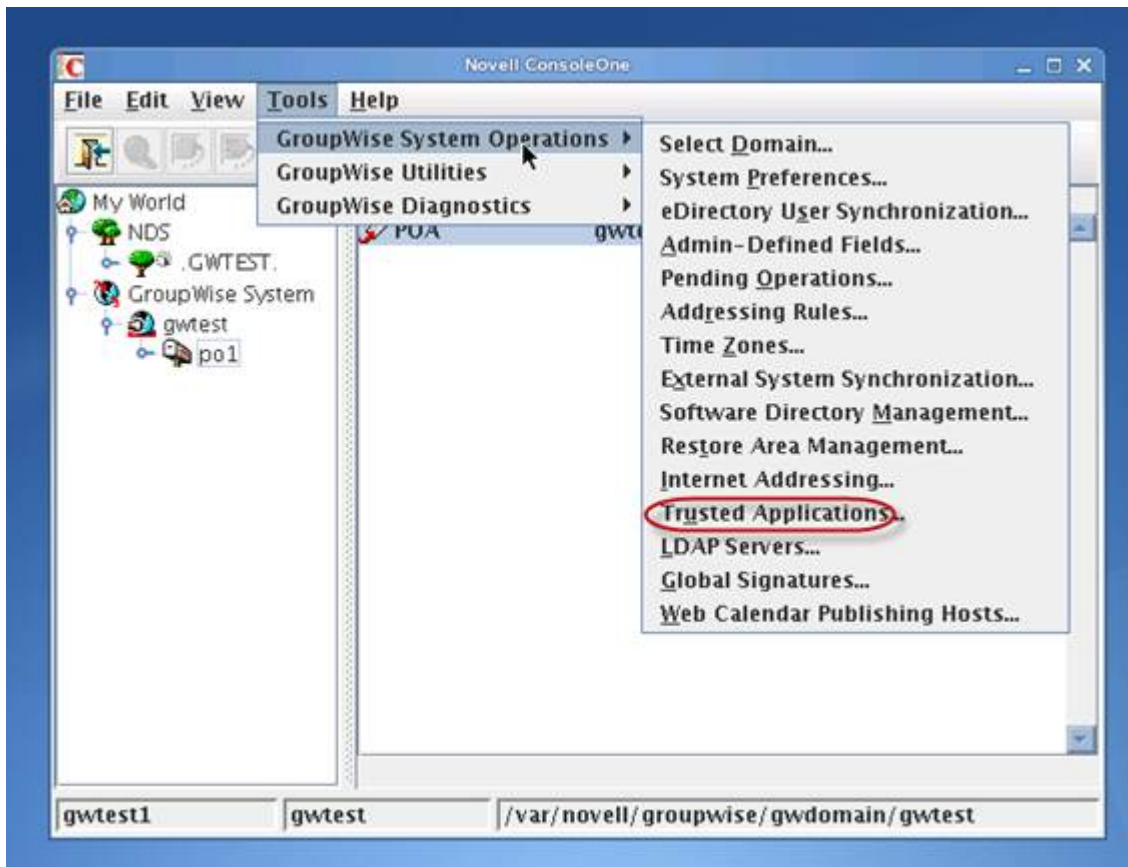 Novell ConsoleOne
File Edit View Tools Help
GroupWise System Operations
GroupWise Utilities
GroupWise Diagnostics
Select Domain...
System Preferences...
eDirectory User Synchronization...
Admin-Defined Fields...
Pending Operations...
Addressing Rules...
Time Zones...
External System Synchronization...
Software Directory Management...
Restore Area Management...
Internet Addressing...
Trusted Applications...
LDAP Servers...
Global Signatures...
Web Calendar Publishing Hosts...
My World
NDS
.GWTEST.
GroupWise System
gwtest
po1
POA
gwtest1 gwtest /var/novell/groupwise/gwdomain/gwtest